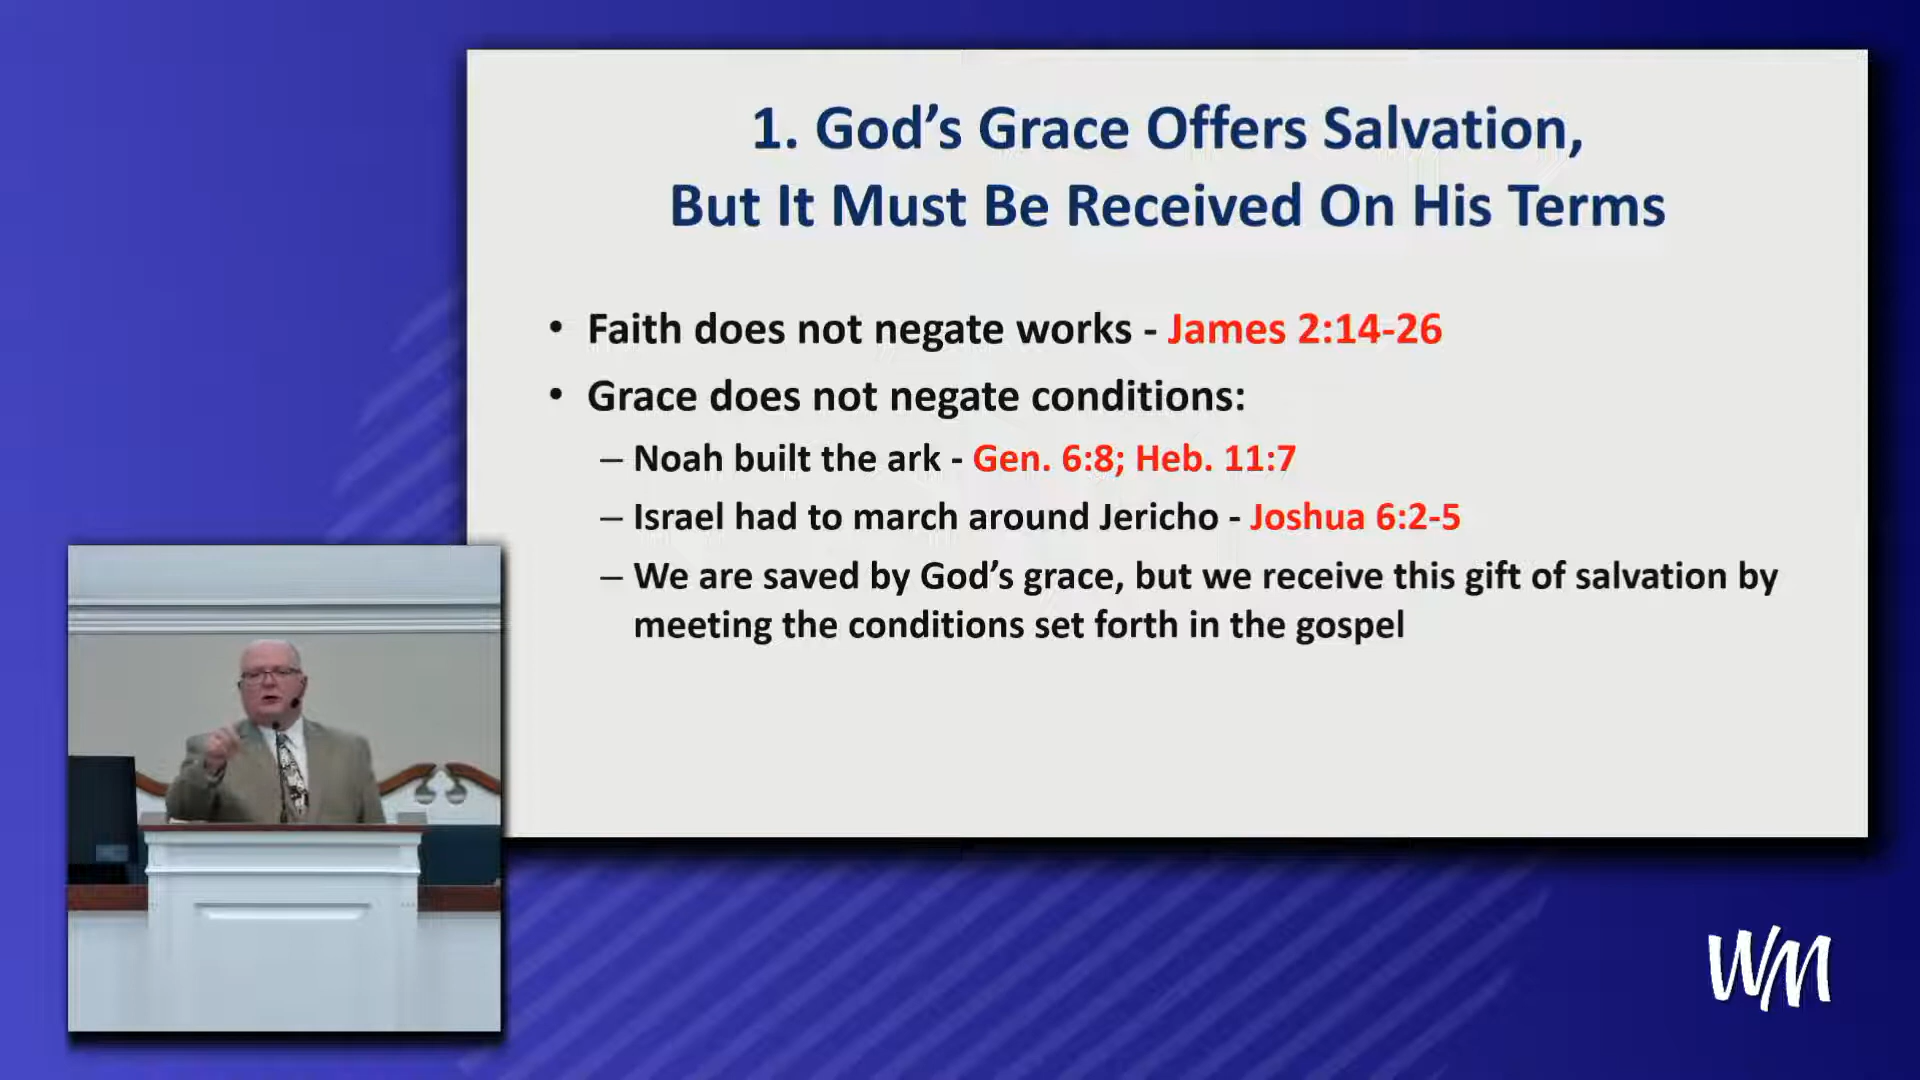 1. God’s Grace Offers Salvation,
But It Must Be Received On His Terms
• Faith does not negate works - James 2:14-26
• Grace does not negate conditions:
– Noah built the ark - Gen. 6:8; Heb. 11:7
– Israel had to march around Jericho - Joshua 6:2-5
– We are saved by God’s grace, but we receive this gift of salvation by
meeting the conditions set forth in the gospel
WM